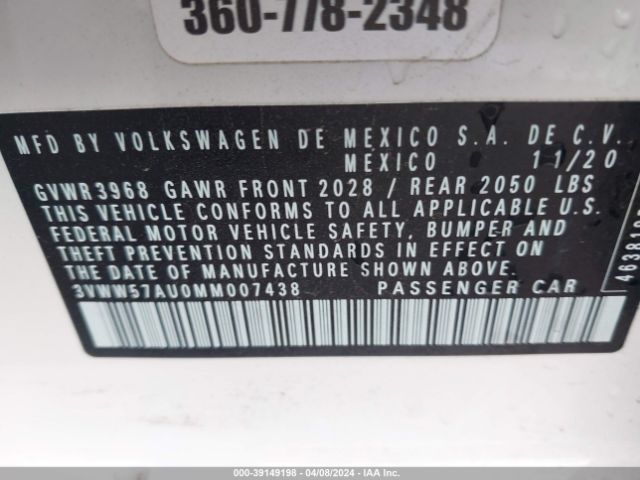 360-778-2348
MFD BY VOLKSWAGEN DE MEXICO S.A. DE C.V.
MEXICO 11/20
GVWR 3968 GAWR FRONT 2028 / REAR 2050 LBS
THIS VEHICLE CONFORMS TO ALL APPLICABLE U.S.
FEDERAL MOTOR VEHICLE SAFETY, BUMPER AND
THEFT PREVENTION STANDARDS IN EFFECT ON
THE DATE OF MANUFACTURE SHOWN ABOVE.
3VWW57AU0MM007438 PASSENGER CAR
360-39149198 - 04/08/2024 - IAA Inc.